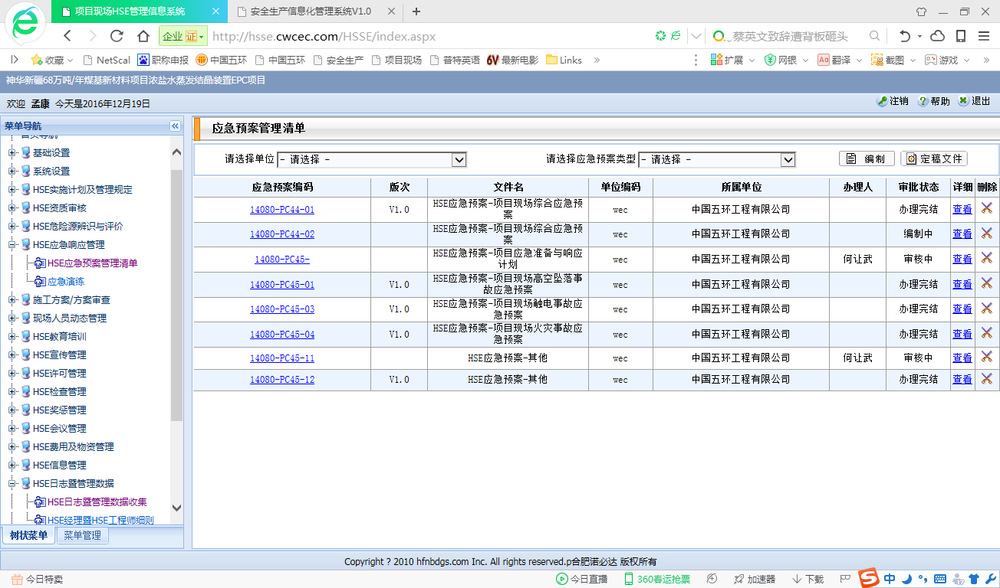 项目现场HSE管理信息系统
安全生产信息化管理系统V1.0
企业 证
http://hsse.cwcec.com/HSSE/index.aspx
蔡英文致辞遭背板砸头
收藏 NetScal 职称申报 中国五环 中国五环 安全生产 项目现场 普特英语 6V 最新电影 Links » 扩展 网银 Aa 翻译 截图 游戏 »
神华新疆68万吨/年煤基新材料项目浓盐水蒸发结晶装置EPC项目
欢迎 孟康 今天是2016年12月19日
注销 帮助 退出
菜单导航
基础设置
系统设置
HSE实施计划及管理规定
HSE资质审核
HSE危险源辨识与评价
HSE应急响应管理
HSE应急预案管理清单
应急演练
施工方案/方案审查
现场人员动态管理
HSE教育培训
HSE宣传管理
HSE许可管理
HSE检查管理
HSE奖惩管理
HSE会议管理
HSE费用及物资管理
HSE信息管理
HSE日志暨管理数据
HSE日志暨管理数据收集
HSE经理暨HSE工程师细则
树状菜单 菜单管理
应急预案管理清单
请选择单位 - 请选择 - 请选择应急预案类型 - 请选择 - 编制 定稿文件
应急预案编码 版次 文件名 单位编码 所属单位 办理人 审批状态 详细 删除
14080-PC44-01 V1.0 HSE应急预案-项目现场综合应急预案 wec 中国五环工程有限公司 办理完结 查看
14080-PC44-02 HSE应急预案-项目现场综合应急预案 wec 中国五环工程有限公司 编制中 查看
14080-PC45- HSE应急预案-项目应急准备与响应计划 wec 中国五环工程有限公司 何让武 审核中 查看
14080-PC45-01 V1.0 HSE应急预案-项目现场高空坠落事故应急预案 wec 中国五环工程有限公司 办理完结 查看
14080-PC45-03 V1.0 HSE应急预案-项目现场触电事故应急预案 wec 中国五环工程有限公司 办理完结 查看
14080-PC45-04 V1.0 HSE应急预案-项目现场火灾事故应急预案 wec 中国五环工程有限公司 办理完结 查看
14080-PC45-11 HSE应急预案-其他 wec 中国五环工程有限公司 何让武 审核中 查看
14080-PC45-12 V1.0 HSE应急预案-其他 wec 中国五环工程有限公司 办理完结 查看
Copyright ? 2010 hfnbdgs.com Inc. All rights reserved.p合肥诺必达 版权所有
今日特卖 今日直播 360春运抢票 加速器 下载 中